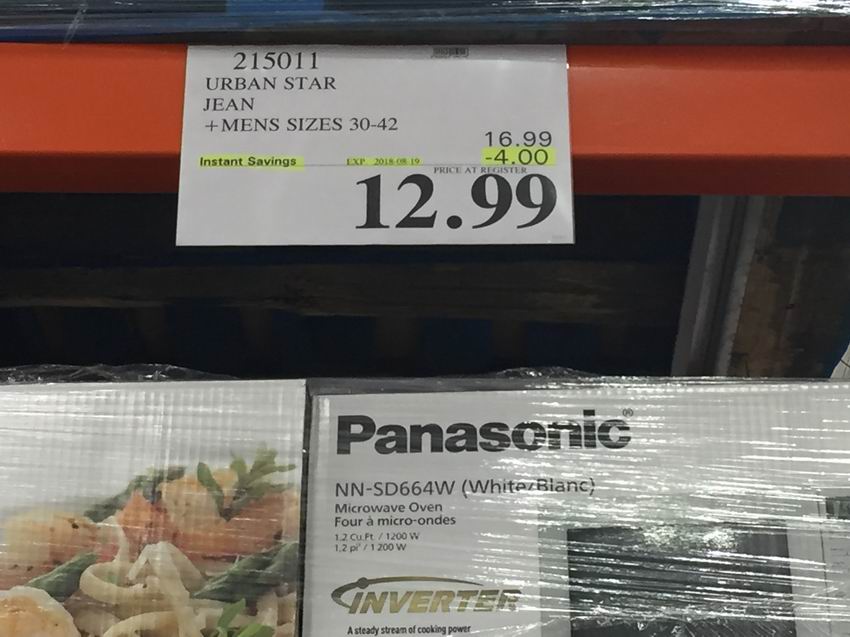 215011
URBAN STAR
JEAN
+MENS SIZES 30-42
16.99
Instant Savings EXP 2018-08-19 -4.00
PRICE AT REGISTER
12.99
Panasonic®
NN-SD664W (White/Blanc)
Microwave Oven
Four à micro-ondes
1.2 Cu.Ft. / 1200 W
1,2 pi³ / 1 200 W
INVERTER
A steady stream of cooking power